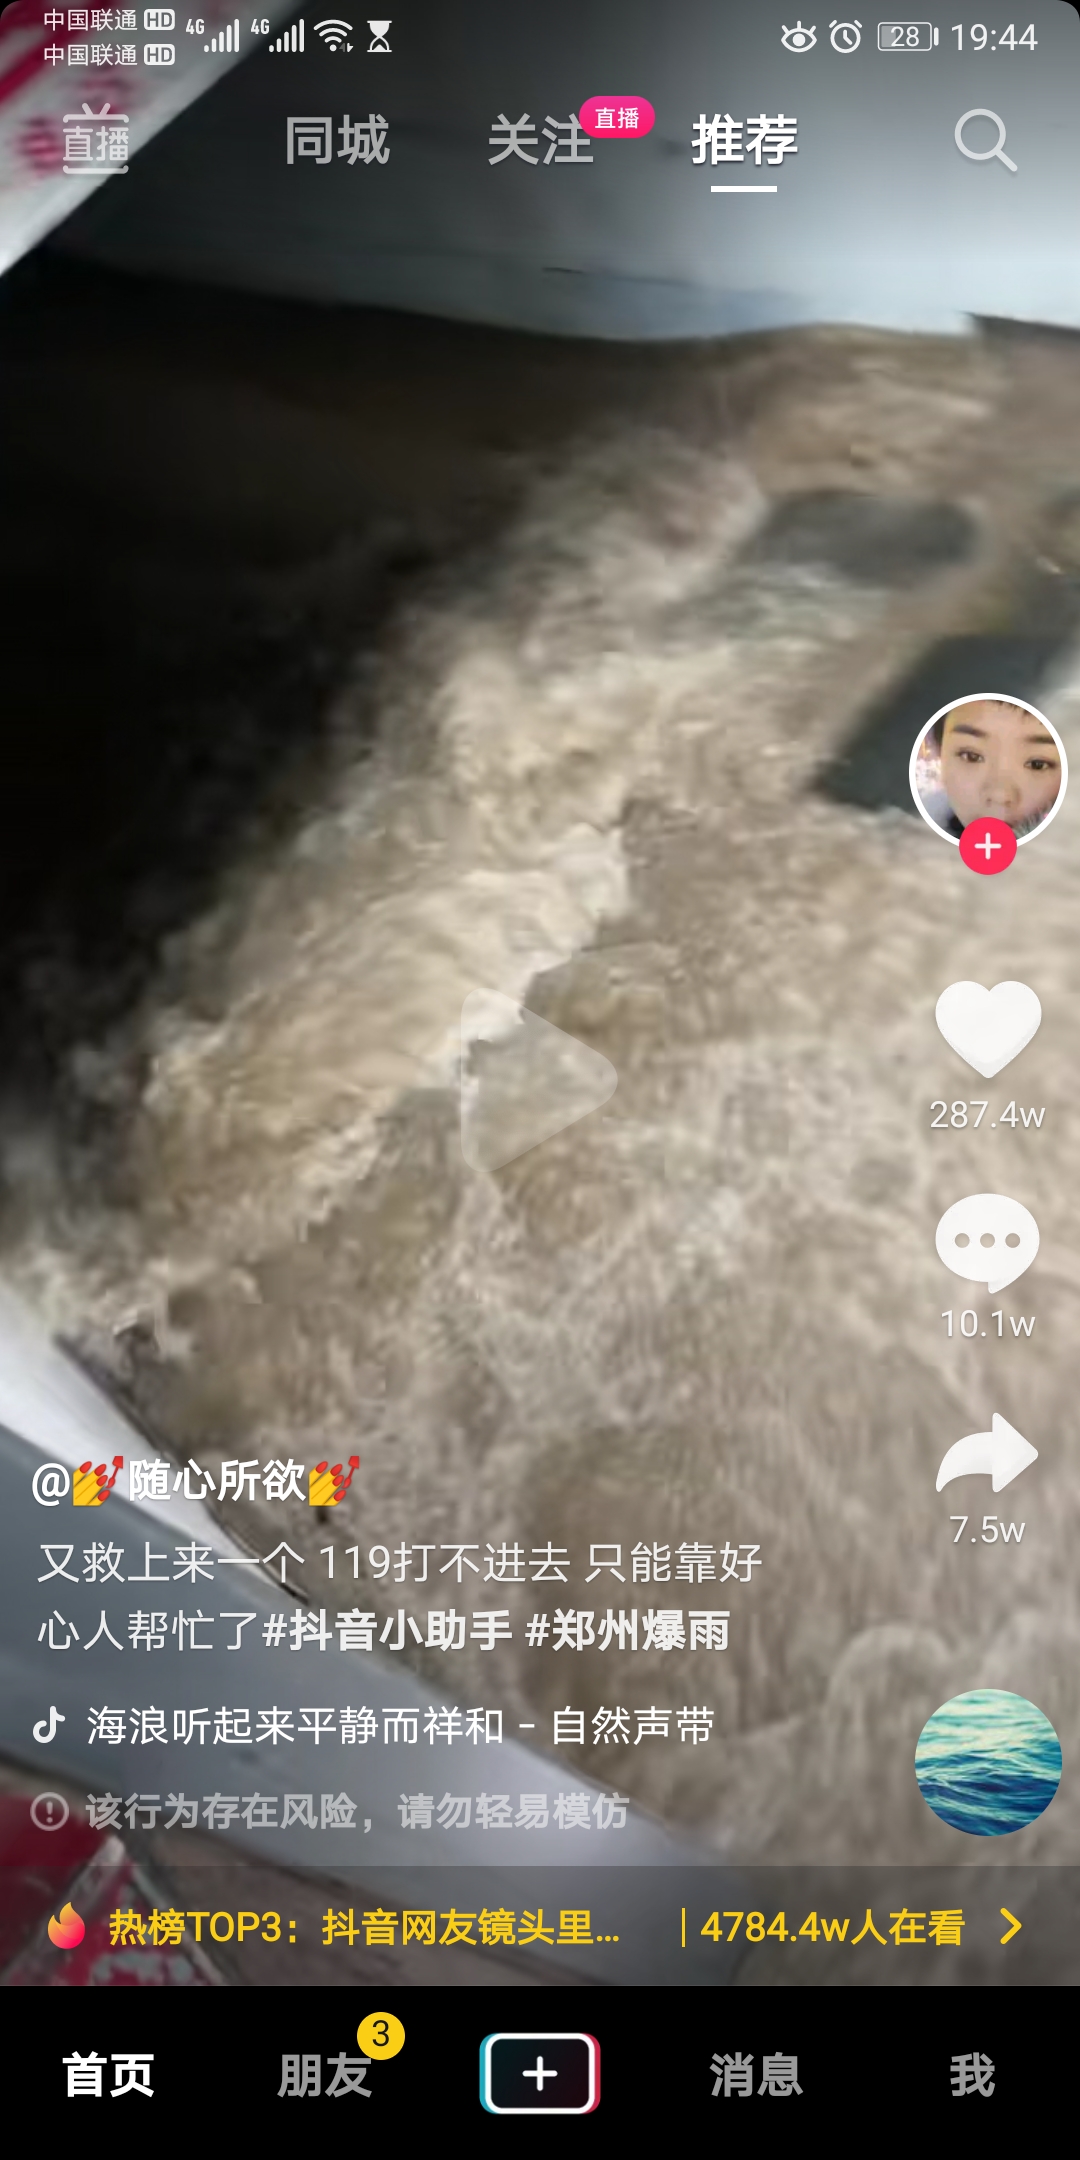 中国联通 HD 4G 4G 28 19:44
中国联通 HD
直播 同城 关注 直播 推荐
287.4w
10.1w
7.5w
@💅随心所欲💅
又救上来一个 119打不进去 只能靠好
心人帮忙了#抖音小助手 #郑州爆雨
海浪听起来平静而祥和 - 自然声带
该行为存在风险，请勿轻易模仿
热榜TOP3：抖音网友镜头里... | 4784.4w人在看
首页 朋友 3 消息 我